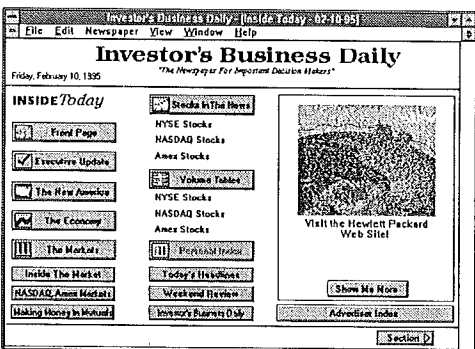 Investor's Business Daily - [Inside Today - 02-10-95]
File Edit Newspaper View Window Help
Investor's Business Daily
Friday, February 10, 1995
"The Newspaper For Important Decision Makers"
INSIDE Today
Front Page
Executive Update
The New America
The Economy
The Markets
Inside The Market
NASDAQ, Amex Markets
Making Money In Mutuals
Stocks In The News
NYSE Stocks
NASDAQ Stocks
Amex Stocks
Volume Tables
NYSE Stocks
NASDAQ Stocks
Amex Stocks
Personal Index
Today's Headlines
Weekend Review
Investor's Business Daily
Visit the Hewlett Packard
Web Site!
Show Me More
Advertiser Index
Section